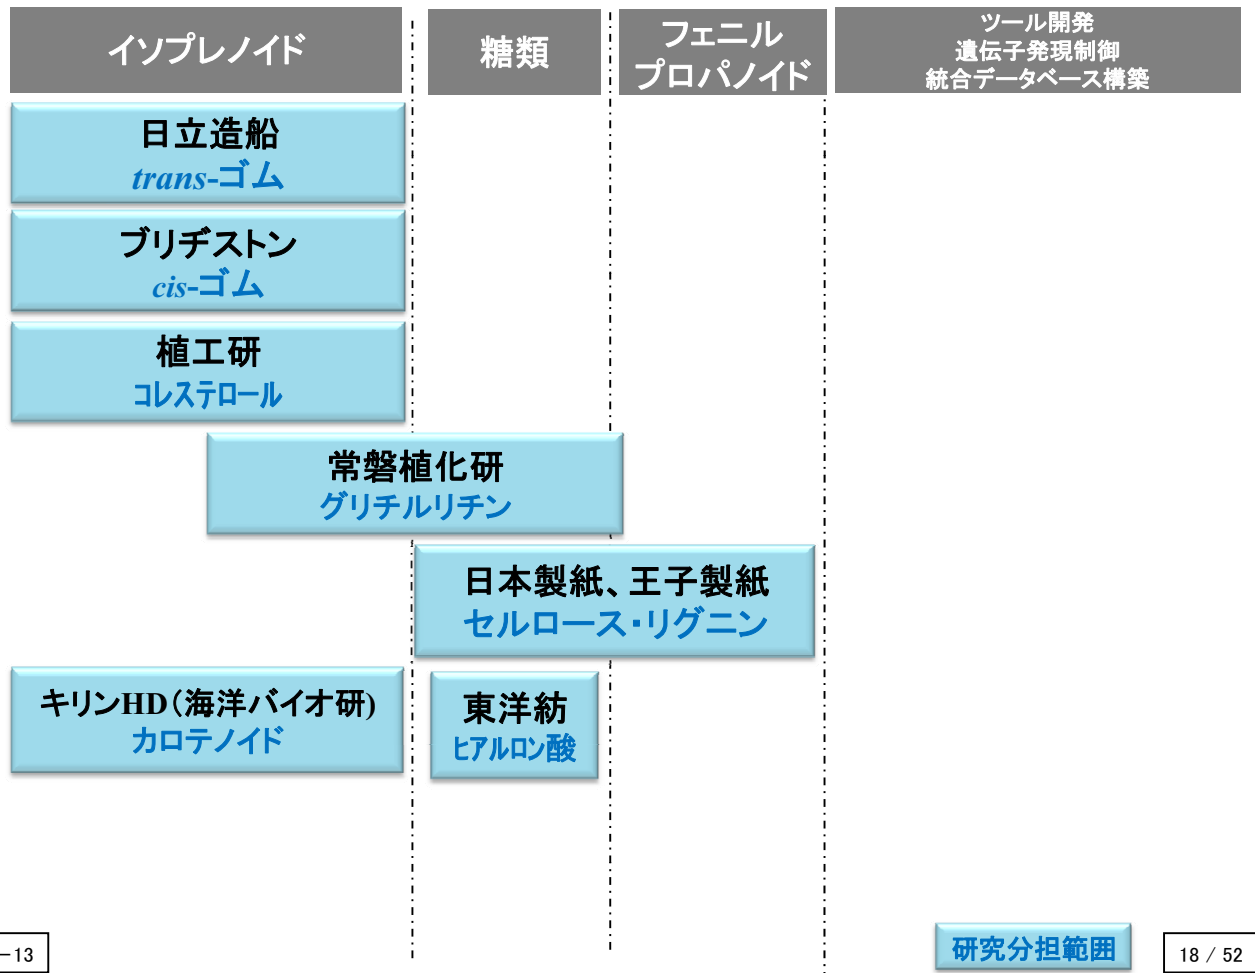 イソプレノイド
糖類
フェニル
プロパノイド
ツール開発
遺伝子発現制御
統合データベース構築
日立造船
trans-ゴム
ブリヂストン
cis-ゴム
植工研
コレステロール
常磐植化研
グリチルリチン
日本製紙、王子製紙
セルロース・リグニン
キリンHD(海洋バイオ研)
カロテノイド
東洋紡
ヒアルロン酸
-13
研究分担範囲
18 / 52